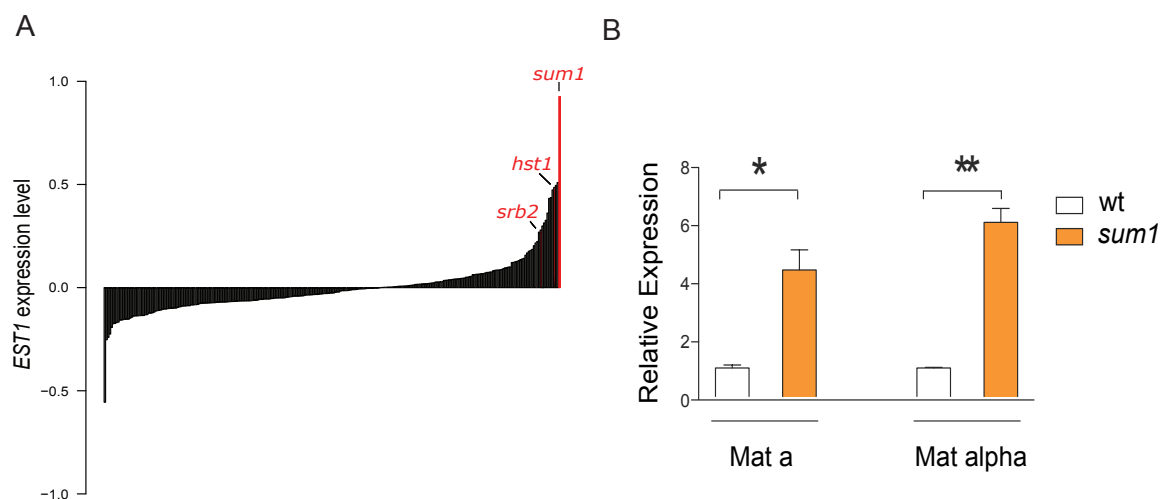 A
EST1 expression level
1.0
0.5
0.0
−0.5
−1.0
sum1
hst1
srb2
B
Relative Expression
8
6
4
2
0
*
**
wt
sum1
Mat a
Mat alpha